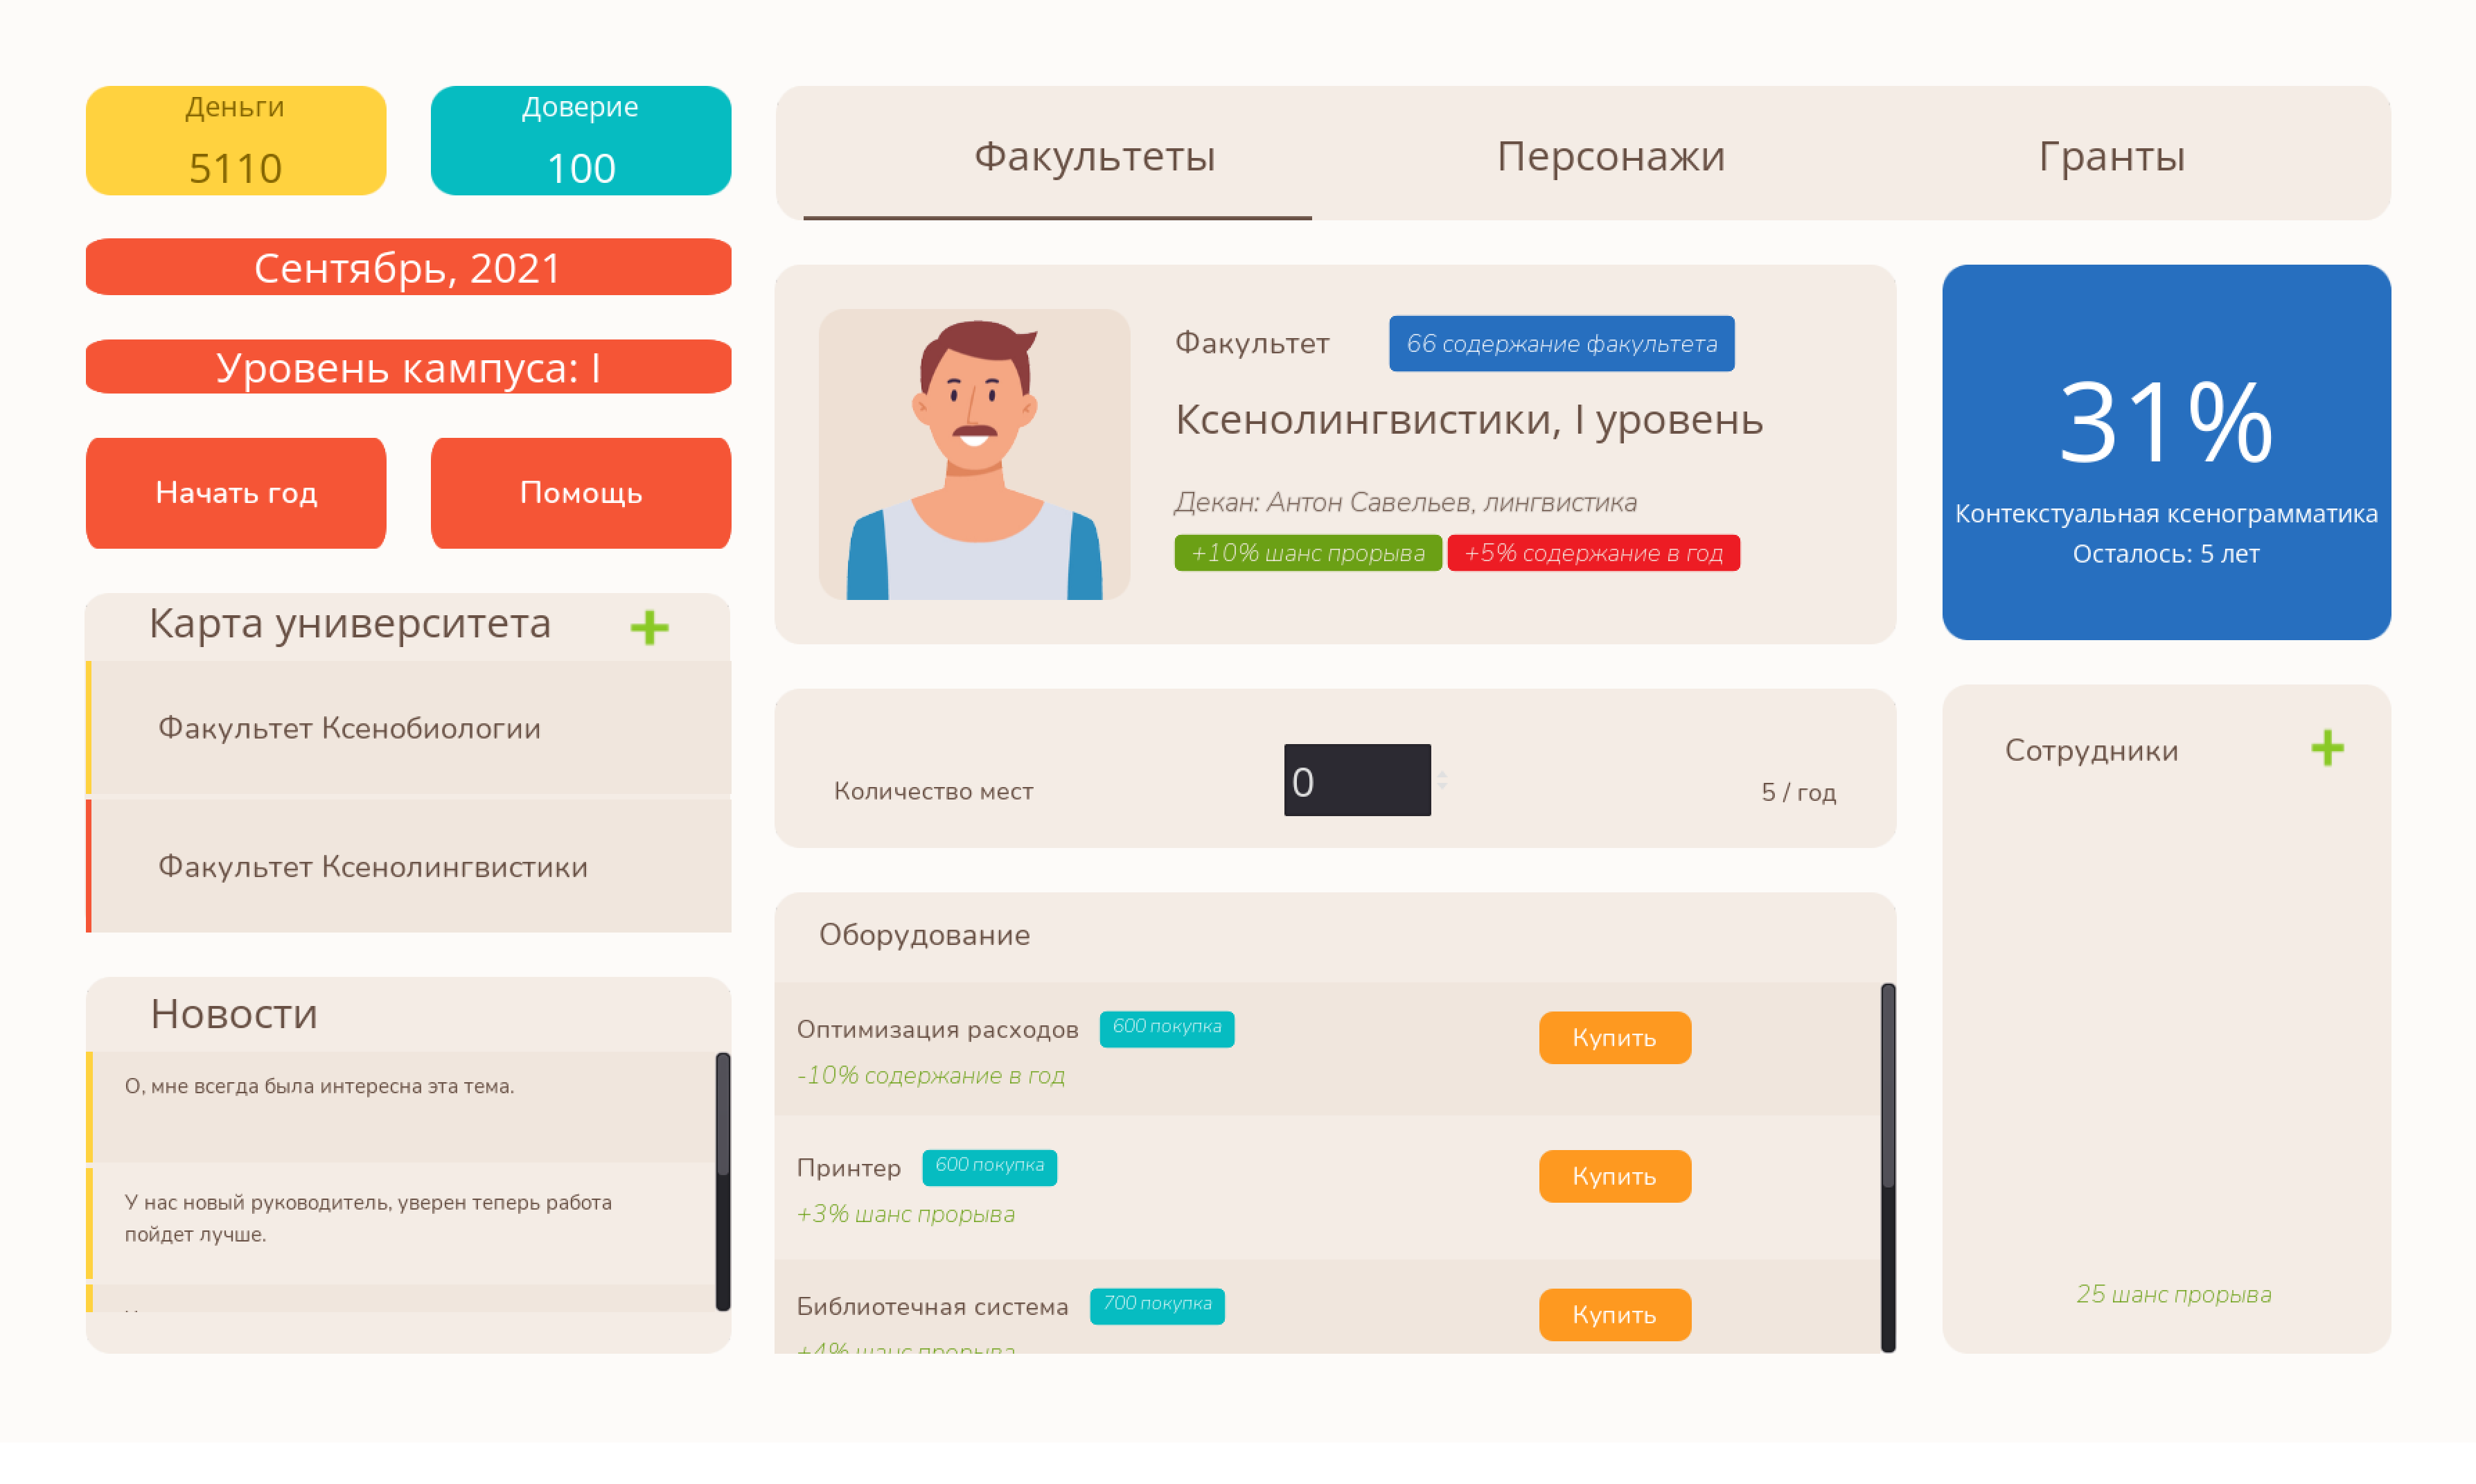 Деньги
5110
Доверие
100
Сентябрь, 2021
Уровень кампуса: I
Начать год
Помощь
Карта университета
Факультет Ксенобиологии
Факультет Ксенолингвистики
Новости
О, мне всегда была интересна эта тема.
У нас новый руководитель, уверен теперь работа
пойдет лучше.
Факультеты
Персонажи
Гранты
Факультет
66 содержание факультета
Ксенолингвистики, I уровень
Декан: Антон Савельев, лингвистика
+10% шанс прорыва
+5% содержание в год
31%
Контекстуальная ксенограмматика
Осталось: 5 лет
Количество мест
0
5 / год
Оборудование
Оптимизация расходов
600 покупка
Купить
-10% содержание в год
Принтер
600 покупка
Купить
+3% шанс прорыва
Библиотечная система
700 покупка
Купить
+4% шанс прорыва
Сотрудники
25 шанс прорыва